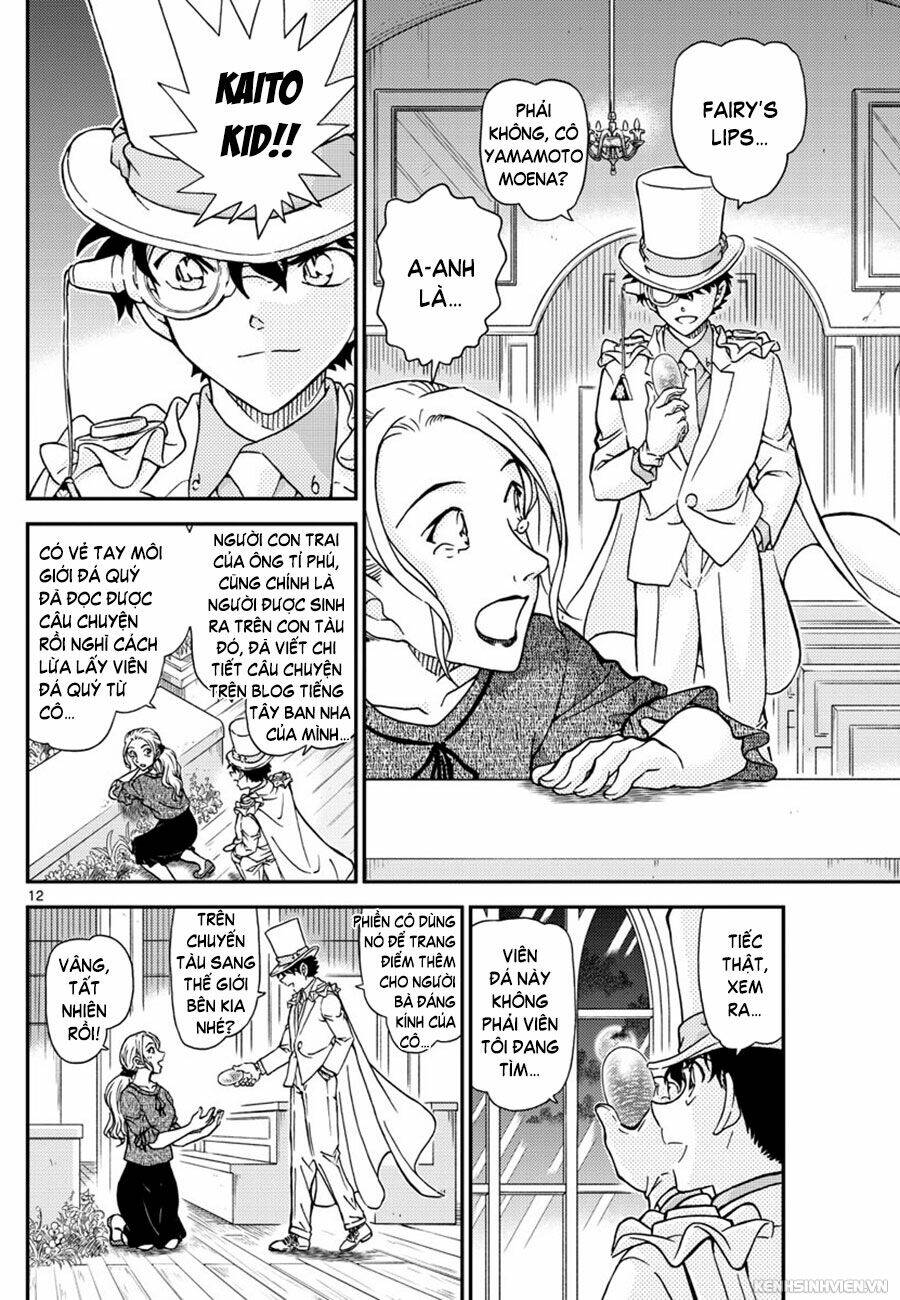 FAIRY'S
LIPS...
PHẢI
KHÔNG, CÔ
YAMAMOTO
MOENA?
A-ANH
LÀ...
KAITO
KID!!
NGƯỜI CON TRAI
CỦA ÔNG TỈ PHÚ,
CŨNG CHÍNH LÀ
NGƯỜI ĐƯỢC SINH
RA TRÊN CON TÀU
ĐÓ, ĐÃ VIẾT CHI
TIẾT CÂU CHUYỆN
TRÊN BLOG TIẾNG
TÂY BAN NHA
CỦA MÌNH...
CÓ VẺ TAY MÔI
GIỚI ĐÁ QUÝ
ĐÃ ĐỌC ĐƯỢC
CÂU CHUYỆN
RỒI NGHĨ CÁCH
LỪA LẤY VIÊN
ĐÁ QUÝ TỪ
CÔ...
12
TIẾC
THẬT,
XEM
RA...
VIÊN
ĐÁ NÀY
KHÔNG
PHẢI VIÊN
TÔI ĐANG
TÌM...
PHIỀN CÔ DÙNG
NÓ ĐỂ TRANG
ĐIỂM THÊM
CHO NGƯỜI
BÀ ĐÁNG
KÍNH CỦA
CÔ...
TRÊN
CHUYẾN
TÀU SANG
THẾ GIỚI
BÊN KIA
NHÉ?
VÂNG,
TẤT
NHIÊN
RỒI!
KENHSINHVIEN.VN